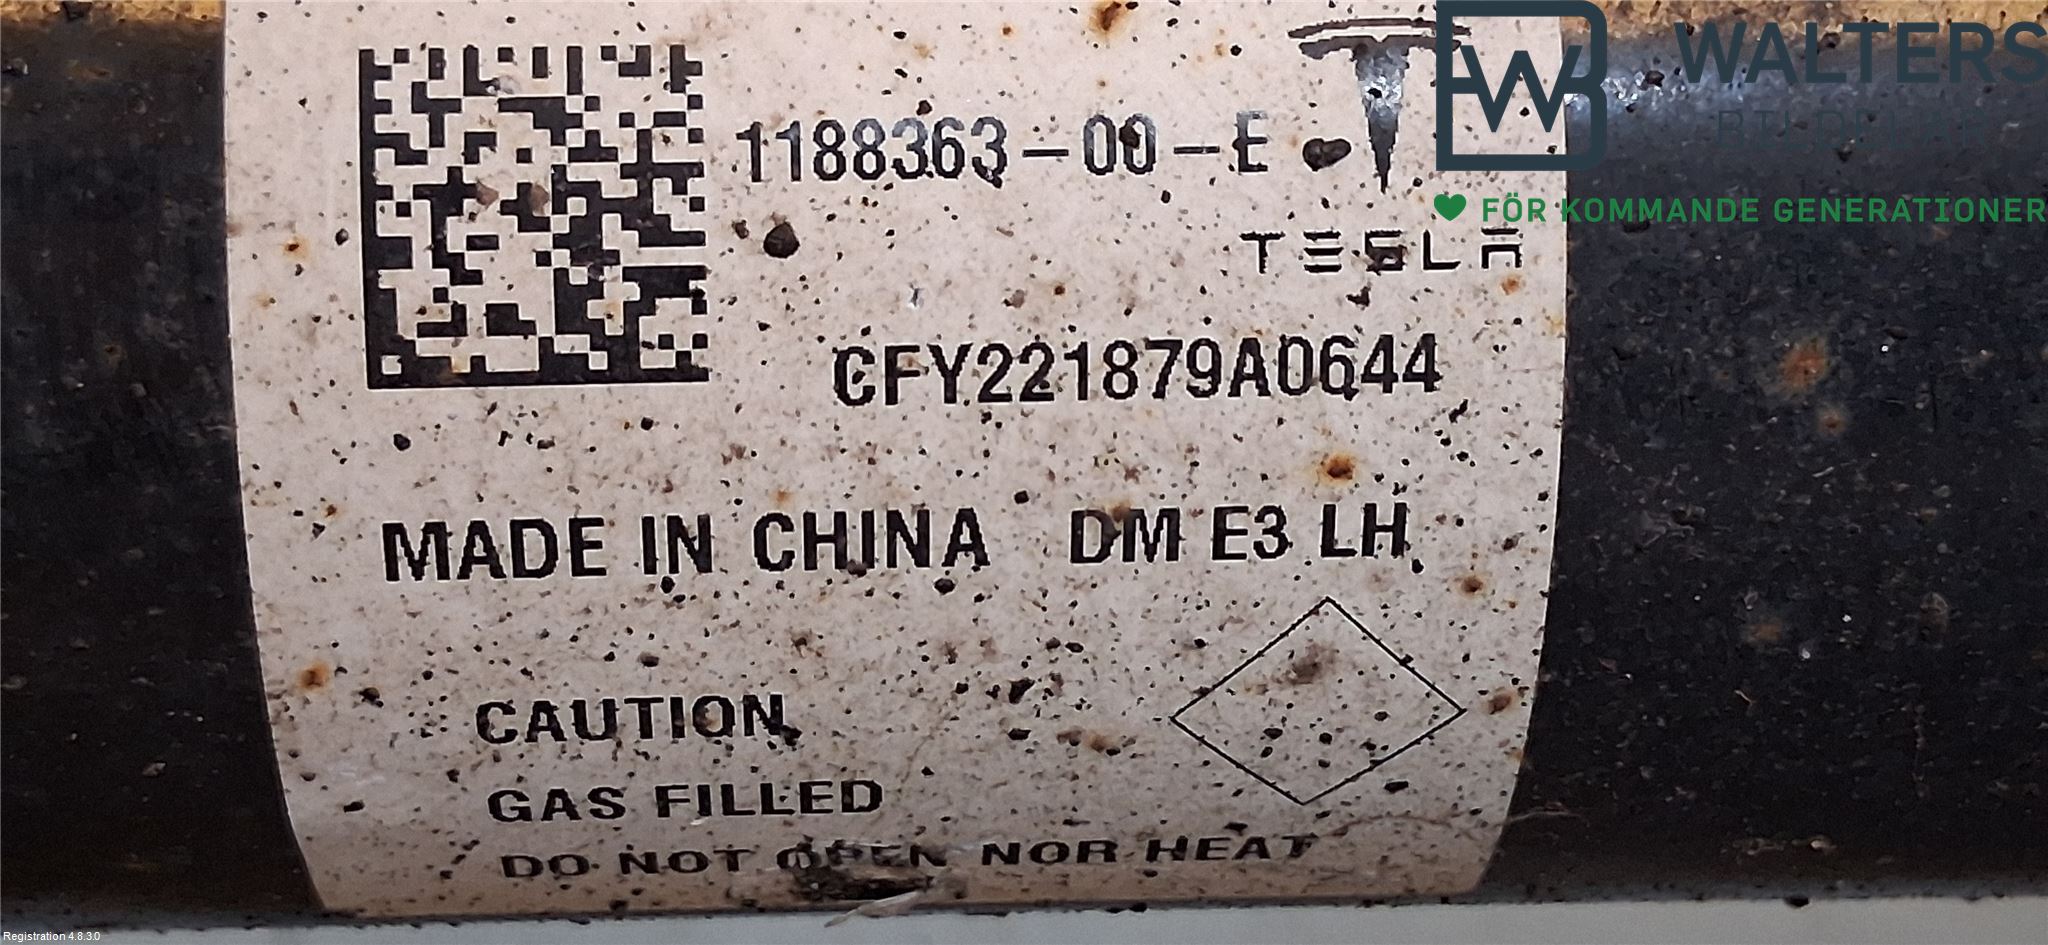 1188363-00-E
TESLA
CFY221879A0644
MADE IN CHINA DM E3 LH
CAUTION
GAS FILLED
DO NOT OPEN NOR HEAT
WALTERS
BILDELAR
FÖR KOMMANDE GENERATIONER
Registration 4.8.3.0